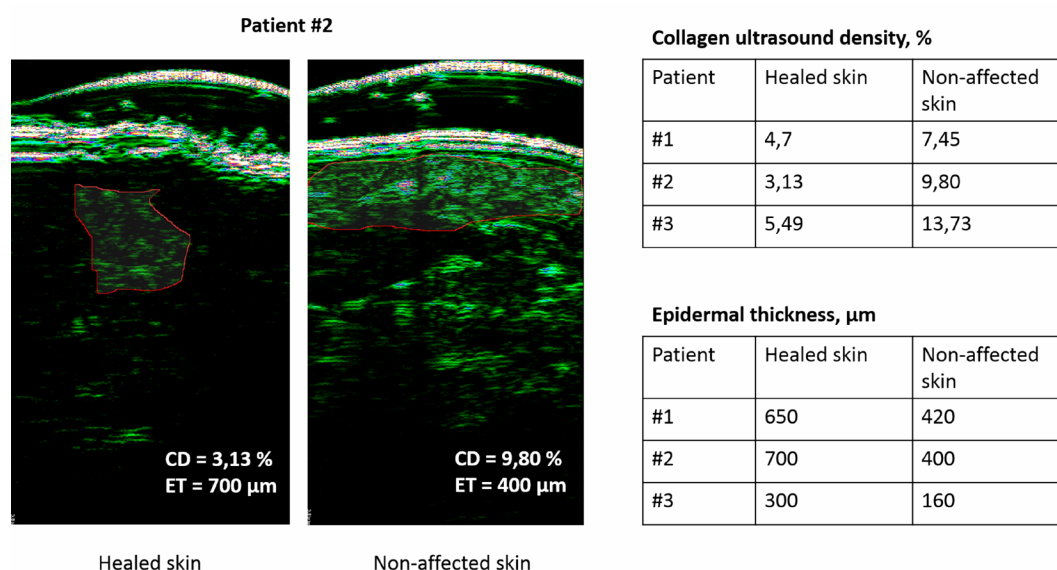 Patient #2
CD = 3,13 %
ET = 700 µm
CD = 9,80 %
ET = 400 µm
Healed skin
Non-affected skin
Collagen ultrasound density, %
Patient Healed skin Non-affected
skin
#1 4,7 7,45
#2 3,13 9,80
#3 5,49 13,73
Epidermal thickness, µm
Patient Healed skin Non-affected
skin
#1 650 420
#2 700 400
#3 300 160